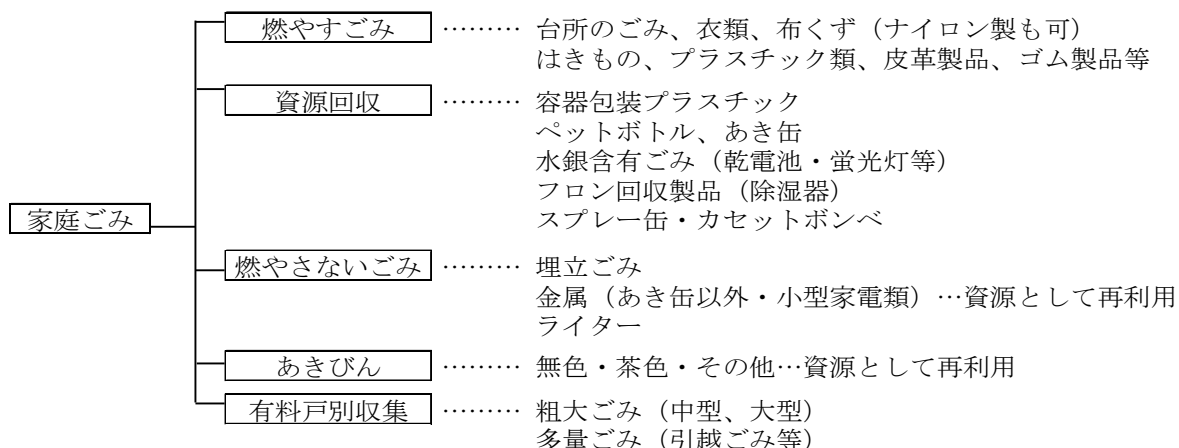 燃やすごみ ……… 台所のごみ、衣類、布くず（ナイロン製も可）
はきもの、プラスチック類、皮革製品、ゴム製品等
資源回収 ……… 容器包装プラスチック
ペットボトル、あき缶
水銀含有ごみ（乾電池・蛍光灯等）
フロン回収製品（除湿器）
スプレー缶・カセットボンベ
家庭ごみ
燃やさないごみ ……… 埋立ごみ
金属（あき缶以外・小型家電類）…資源として再利用
ライター
あきびん ……… 無色・茶色・その他…資源として再利用
有料戸別収集 ……… 粗大ごみ（中型、大型）
多量ごみ（引越ごみ等）